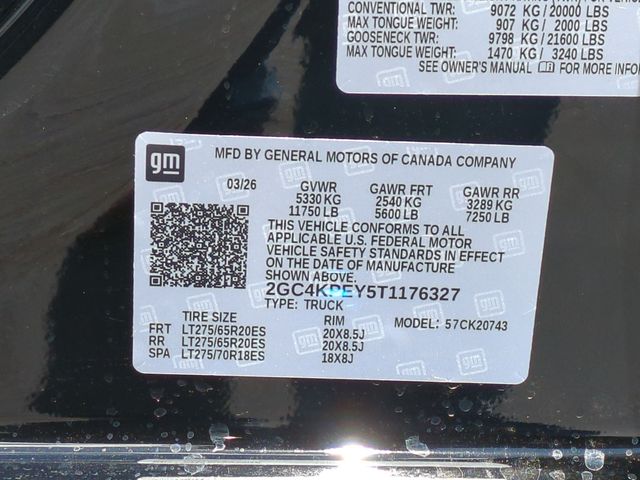 CONVENTIONAL TWR: 9072 KG / 20000 LBS
MAX TONGUE WEIGHT: 907 KG / 2000 LBS
GOOSENECK TWR: 9798 KG / 21600 LBS
MAX TONGUE WEIGHT: 1470 KG / 3240 LBS
SEE OWNER'S MANUAL FOR MORE INFO
gm
MFD BY GENERAL MOTORS OF CANADA COMPANY
03/26 GVWR GAWR FRT GAWR RR
5330 KG 2540 KG 3289 KG
11750 LB 5600 LB 7250 LB
THIS VEHICLE CONFORMS TO ALL
APPLICABLE U.S. FEDERAL MOTOR
VEHICLE SAFETY STANDARDS IN EFFECT
ON THE DATE OF MANUFACTURE
SHOWN ABOVE.
2GC4KPEY5T1176327
TYPE: TRUCK
TIRE SIZE RIM MODEL: 57CK20743
FRT LT275/65R20ES 20X8.5J
RR LT275/65R20ES 20X8.5J
SPA LT275/70R18ES 18X8J